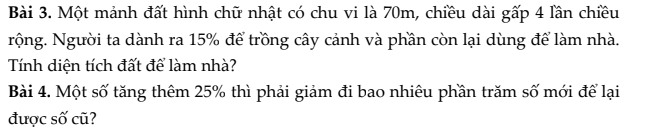 Bài 3. Một mảnh đất hình chữ nhật có chu vi là 70m, chiều dài gấp 4 lần chiều
rộng. Người ta dành ra 15% để trồng cây cảnh và phần còn lại dùng để làm nhà.
Tính diện tích đất để làm nhà?
Bài 4. Một số tăng thêm 25% thì phải giảm đi bao nhiêu phần trăm số mới để lại
được số cũ?